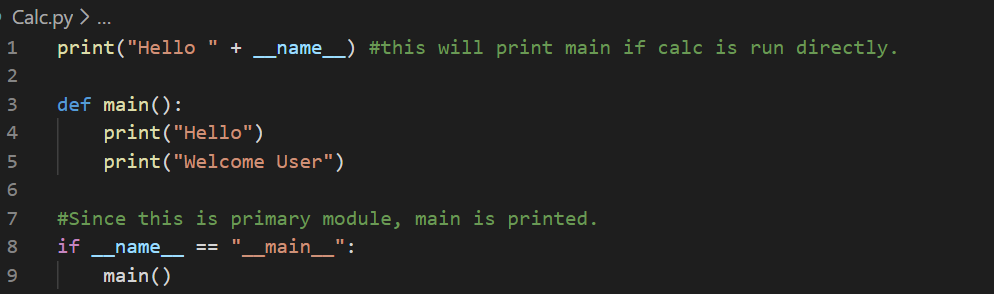 Calc.py > ...
1 print("Hello " + __name__) #this will print main if calc is run directly.
2
3 def main():
4     print("Hello")
5     print("Welcome User")
6
7 #Since this is primary module, main is printed.
8 if __name__ == "__main__":
9     main()